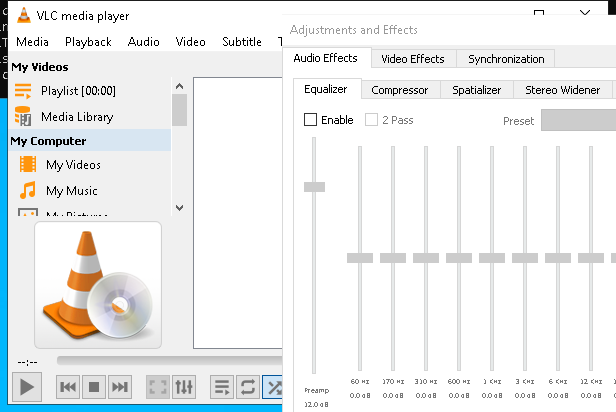 VLC media player
Media Playback Audio Video Subtitle T
My Videos
Playlist [00:00]
Media Library
My Computer
My Videos
My Music
My Pictures
--:--
Adjustments and Effects
Audio Effects Video Effects Synchronization
Equalizer Compressor Spatializer Stereo Widener
Enable 2 Pass Preset
60 Hz 170 Hz 310 Hz 600 Hz 1 KHz 3 KHz 6 KHz 12 KHz
Preamp 0.0 dB 0.0 dB 0.0 dB 0.0 dB 0.0 dB 0.0 dB 0.0 dB 0.0 dB
12.0 dB